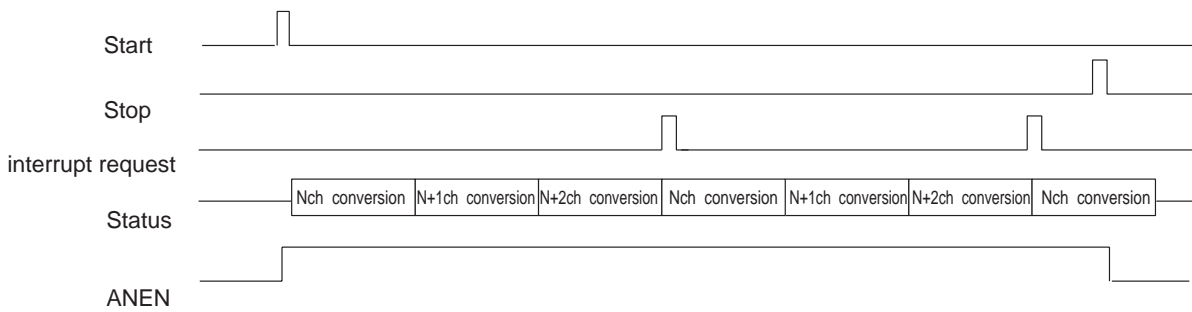 Start
Stop
interrupt request
Nch conversion N+1ch conversion N+2ch conversion Nch conversion N+1ch conversion N+2ch conversion Nch conversion
Status
ANEN